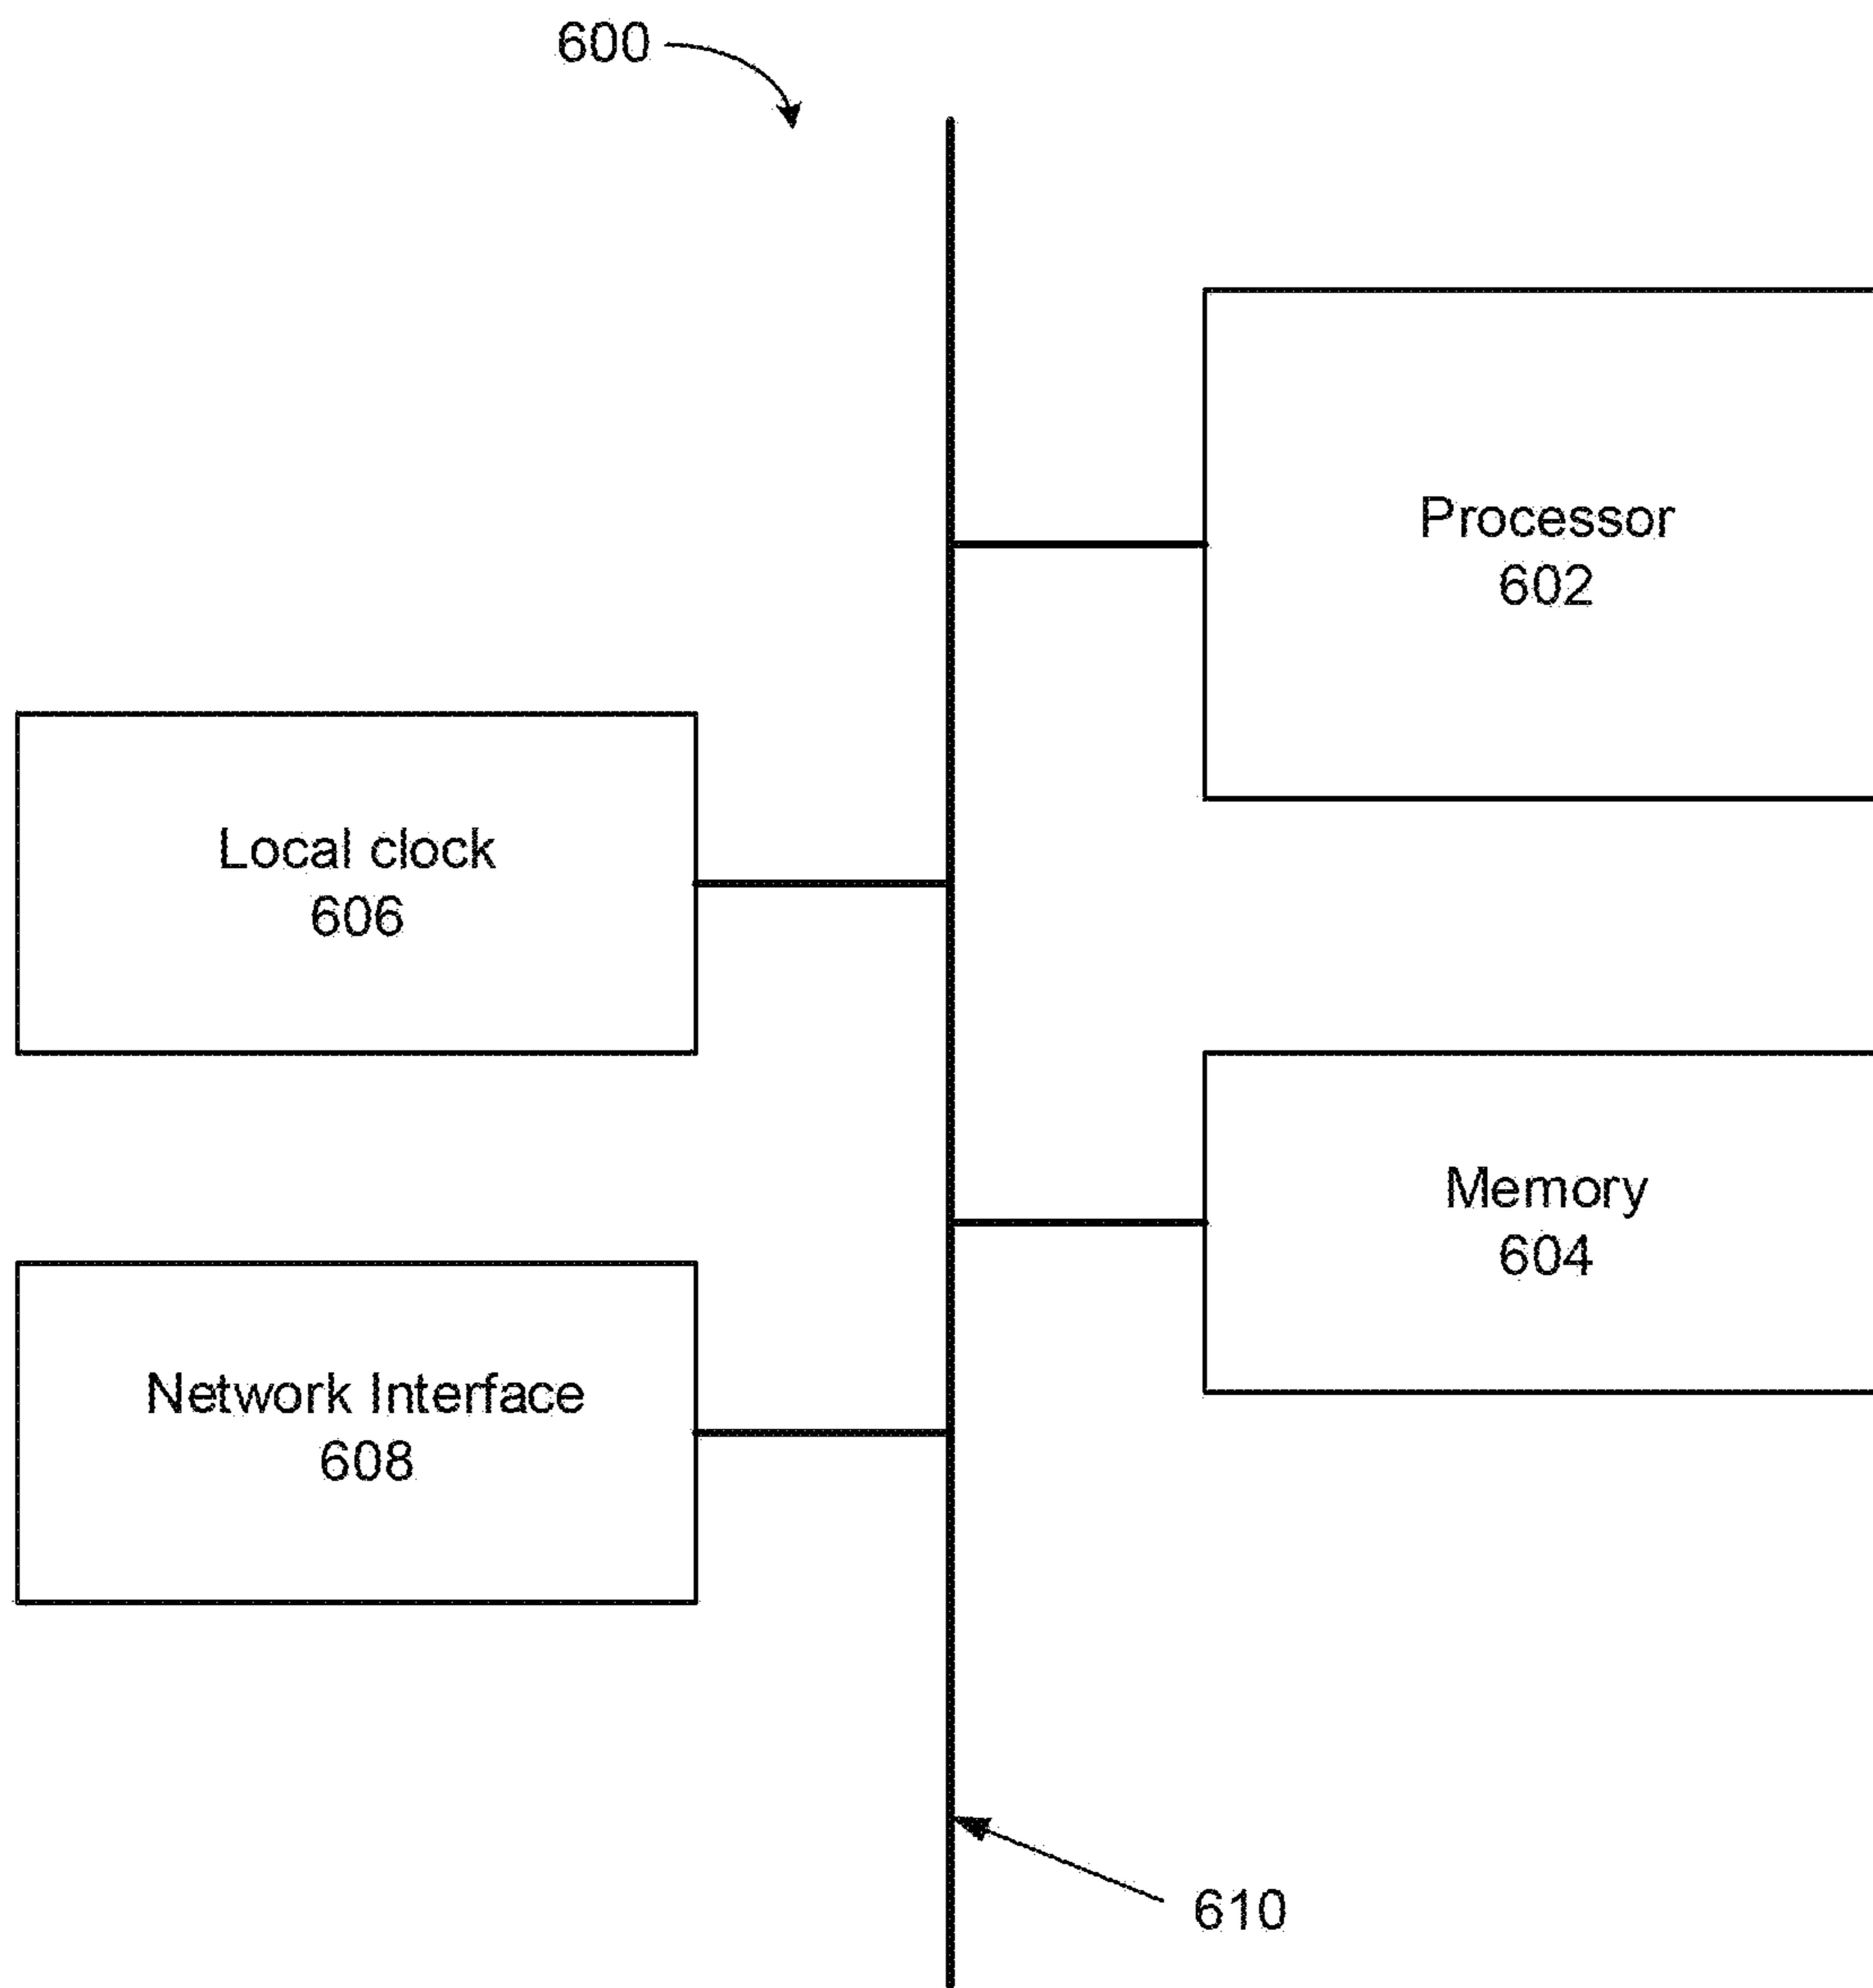 600
Processor
602
Local clock
606
Memory
604
Network Interface
608
610